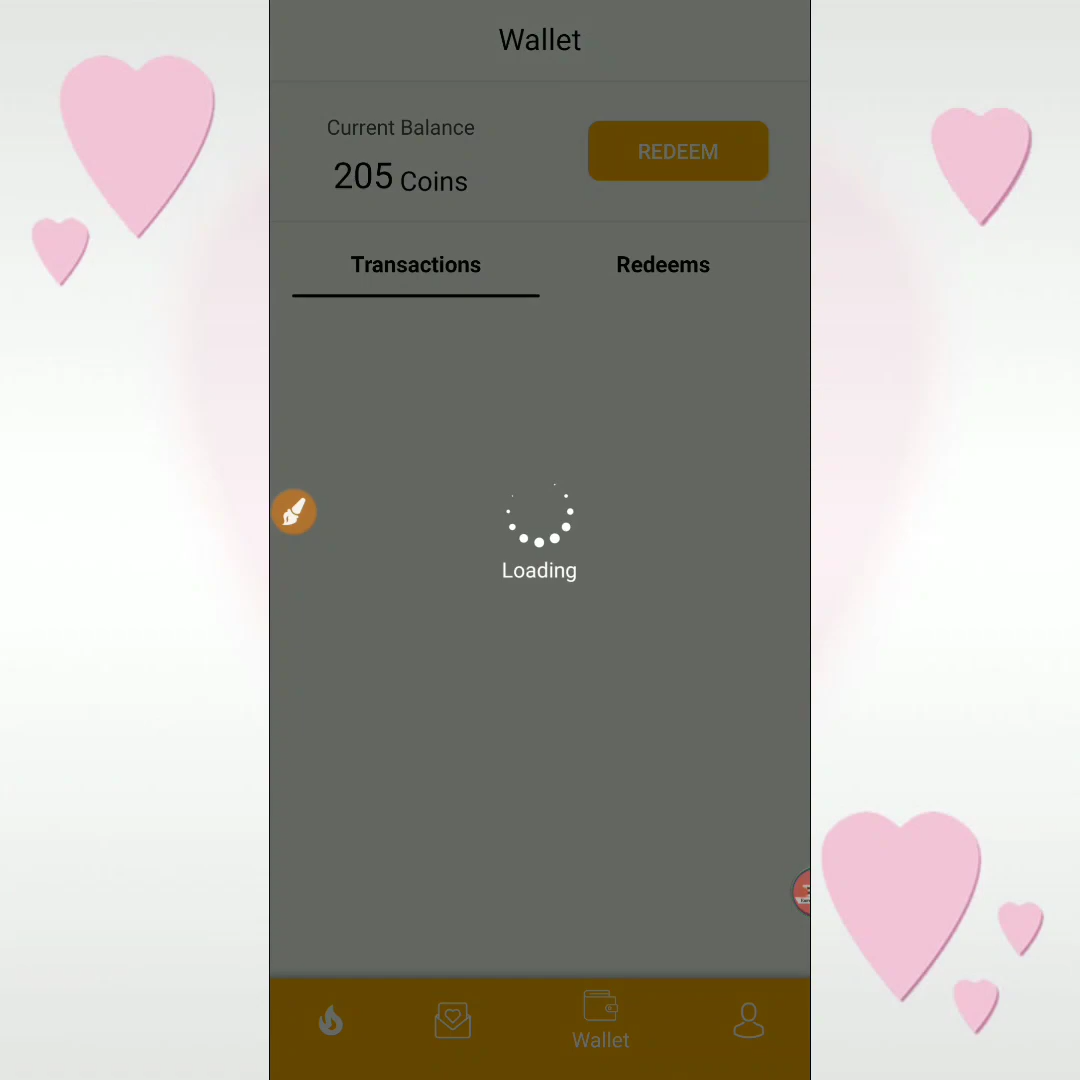 Wallet
Current Balance
205 Coins
REDEEM
Transactions
Redeems
Loading
Wallet